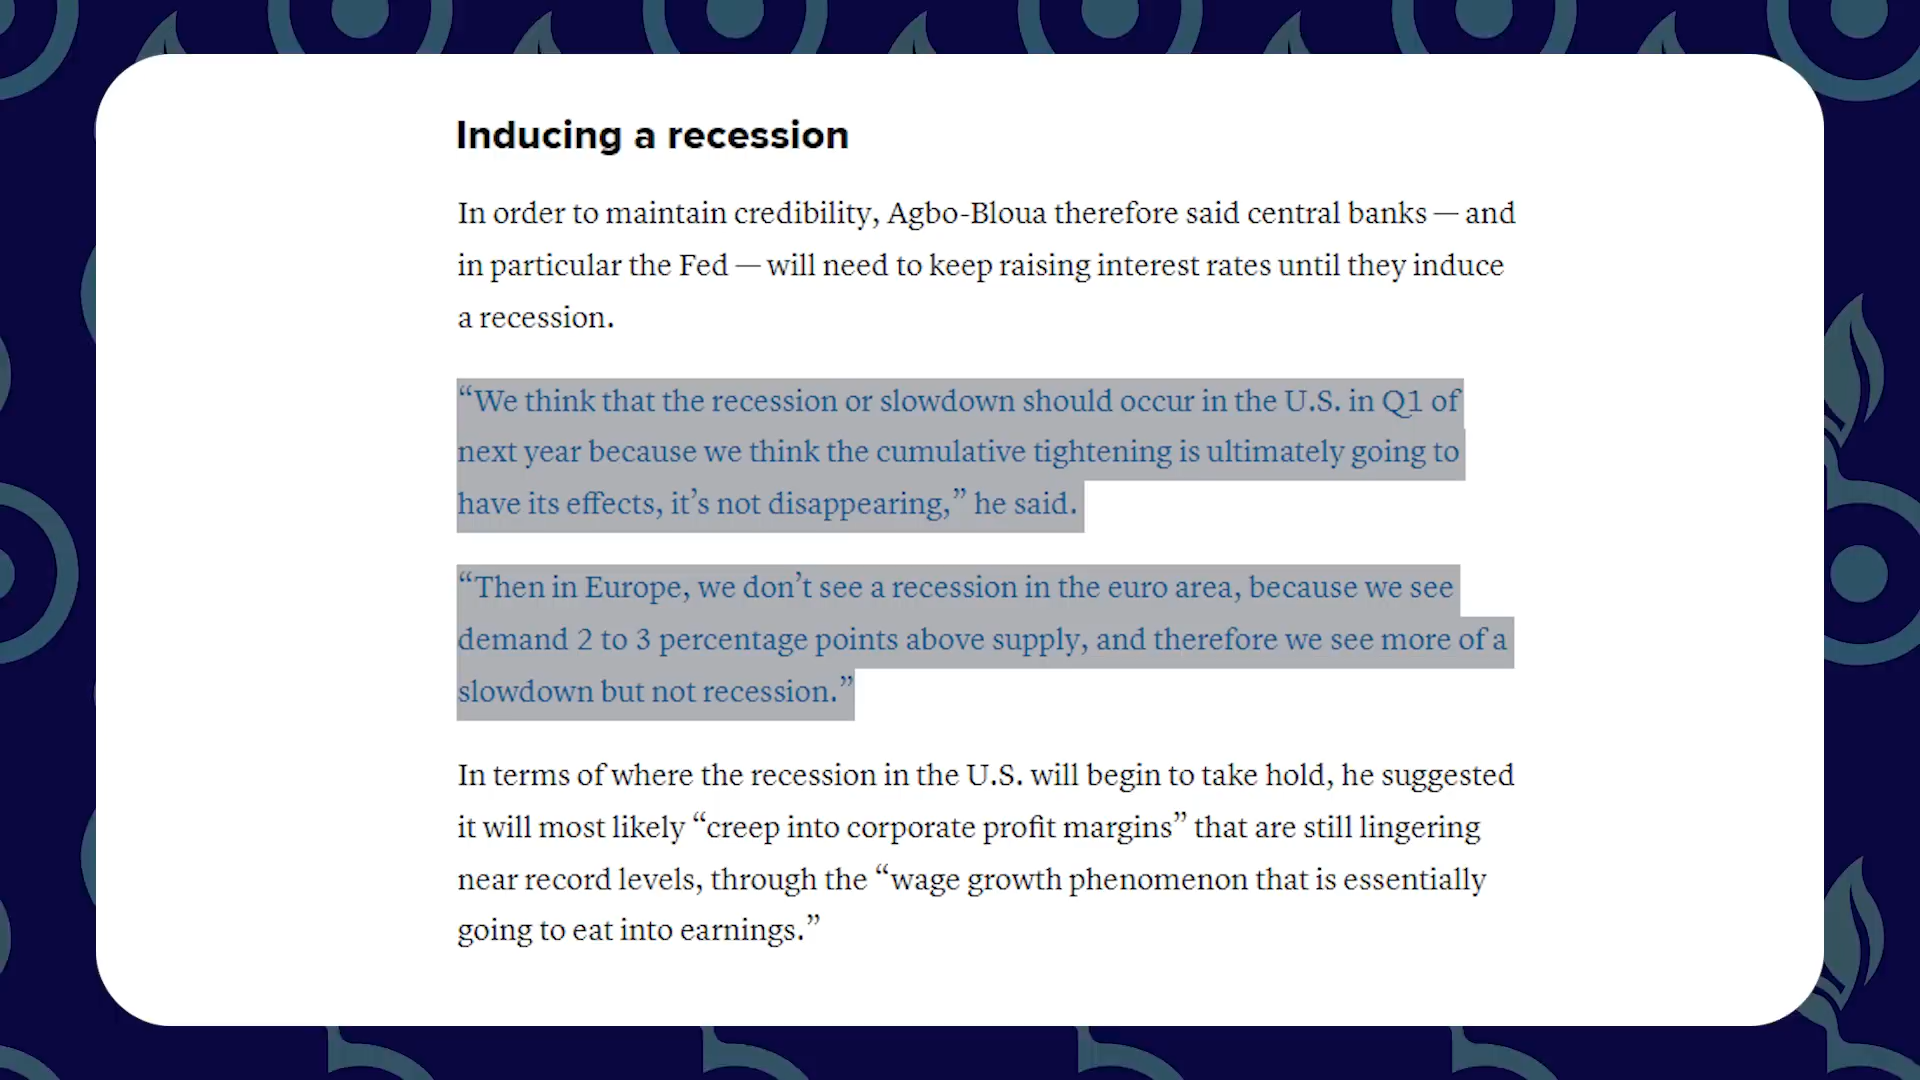 Inducing a recession
In order to maintain credibility, Agbo-Bloua therefore said central banks — and
in particular the Fed — will need to keep raising interest rates until they induce
a recession.
“We think that the recession or slowdown should occur in the U.S. in Q1 of
next year because we think the cumulative tightening is ultimately going to
have its effects, it’s not disappearing,” he said.
“Then in Europe, we don’t see a recession in the euro area, because we see
demand 2 to 3 percentage points above supply, and therefore we see more of a
slowdown but not recession.”
In terms of where the recession in the U.S. will begin to take hold, he suggested
it will most likely “creep into corporate profit margins” that are still lingering
near record levels, through the “wage growth phenomenon that is essentially
going to eat into earnings.”